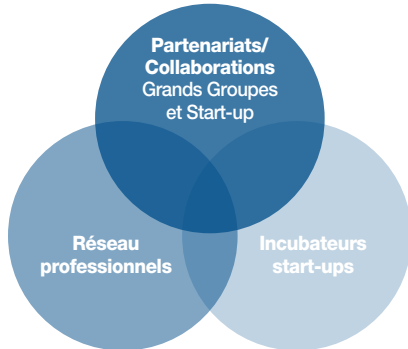 Partenariats/
Collaborations
Grands Groupes
et Start-up
Réseau
professionnels
Incubateurs
start-ups